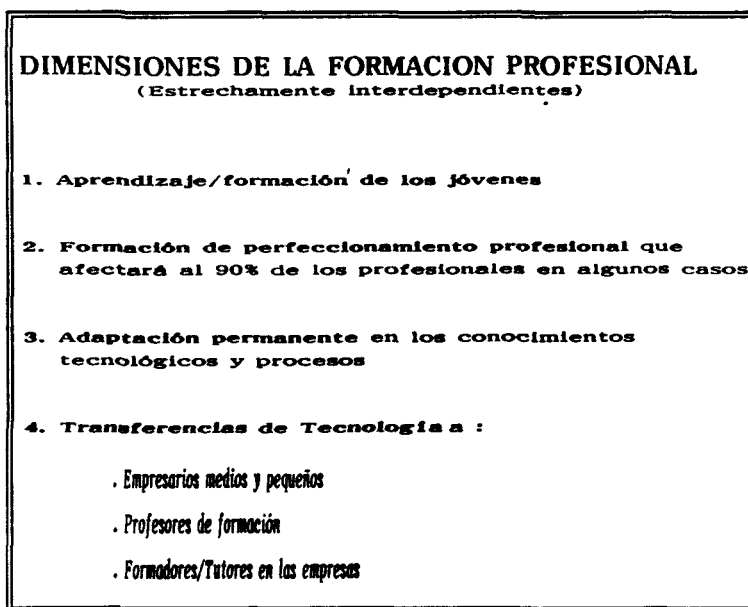 DIMENSIONES DE LA FORMACION PROFESIONAL
(Estrechamente interdependientes)
1. Aprendizaje/formación de los jóvenes
2. Formación de perfeccionamiento profesional que
afectará al 90% de los profesionales en algunos casos
3. Adaptación permanente en los conocimientos
tecnológicos y procesos
4. Transferencias de Tecnología a :
. Empresarios medios y pequeños
. Profesores de formación
. Formadores/Tutores en las empresas